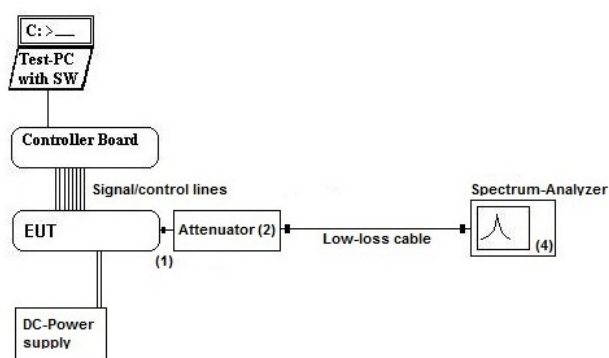 C: >__
Test-PC
with SW
Controller Board
Signal/control lines
Spectrum-Analyzer
EUT
Attenuator (2)
Low-loss cable
(4)
(1)
DC-Power
supply